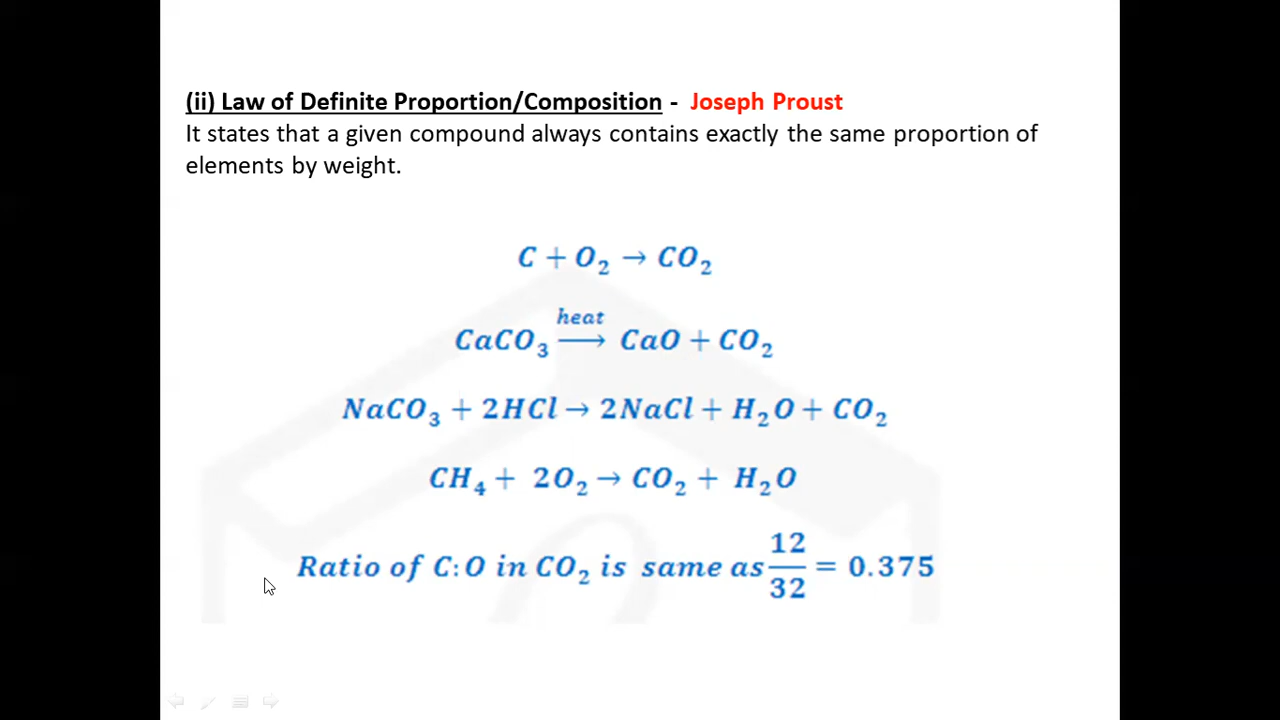 (ii) Law of Definite Proportion/Composition - Joseph Proust
It states that a given compound always contains exactly the same proportion of
elements by weight.
C + O₂ → CO₂
CaCO₃ \xrightarrow{heat} CaO + CO₂
NaCO₃ + 2HCl → 2NaCl + H₂O + CO₂
CH₄ + 2O₂ → CO₂ + H₂O
Ratio of C:O in CO₂ is same as 12/32 = 0.375